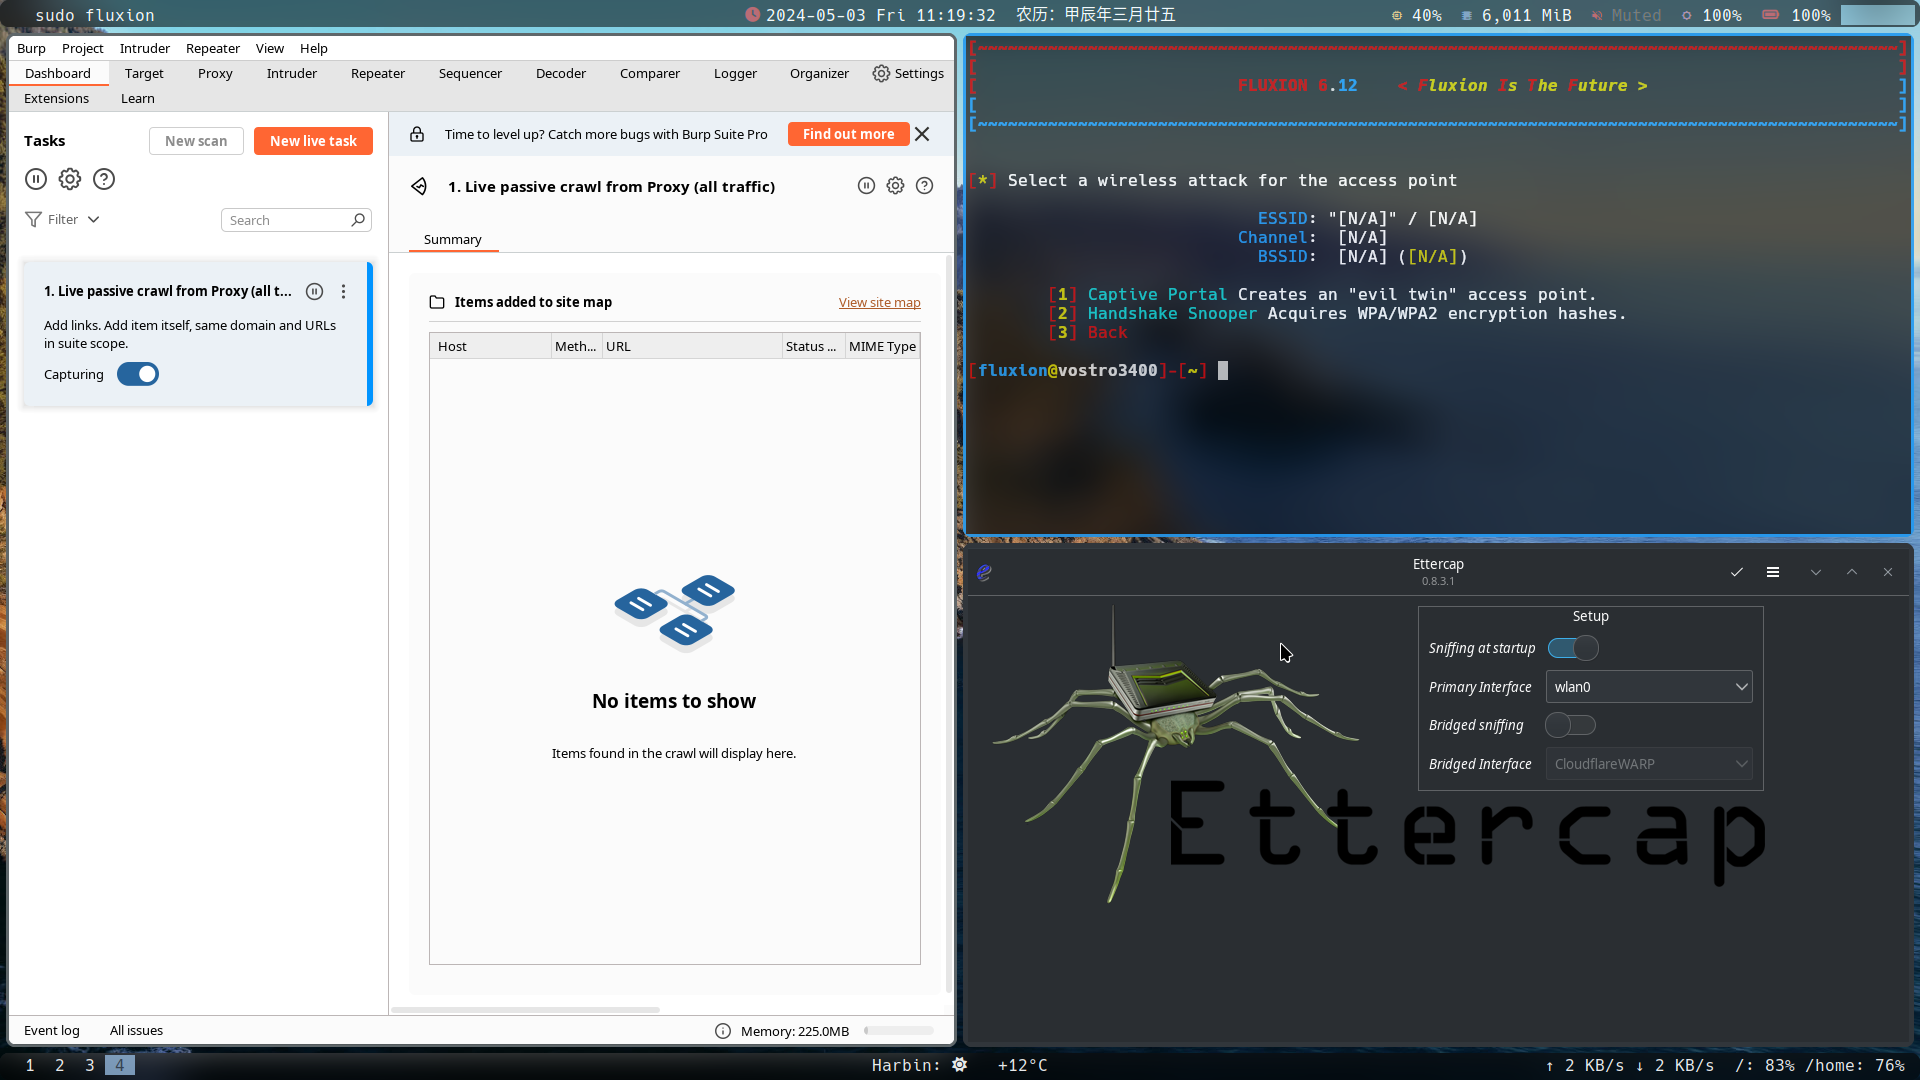 sudo fluxion
2024-05-03 Fri 11:19:32 农历：甲辰年三月廿五
40% 6,011 MiB Muted 100% 100%
Burp Project Intruder Repeater View Help
Dashboard Target Proxy Intruder Repeater Sequencer Decoder Comparer Logger Organizer Settings
Extensions Learn
Tasks New scan New live task
Filter Search
1. Live passive crawl from Proxy (all t...
Add links. Add item itself, same domain and URLs
in suite scope.
Capturing
Time to level up? Catch more bugs with Burp Suite Pro Find out more
1. Live passive crawl from Proxy (all traffic)
Summary
Items added to site map View site map
Host Meth... URL Status ... MIME Type
No items to show
Items found in the crawl will display here.
Event log All issues Memory: 225.0MB
FLUXION 6.12 < Fluxion Is The Future >
[*] Select a wireless attack for the access point
ESSID: "[N/A]" / [N/A]
Channel: [N/A]
BSSID: [N/A] ([N/A])
[1] Captive Portal Creates an "evil twin" access point.
[2] Handshake Snooper Acquires WPA/WPA2 encryption hashes.
[3] Back
[fluxion@vostro3400]-[~]
Ettercap
0.8.3.1
Setup
Sniffing at startup
Primary Interface wlan0
Bridged sniffing
Bridged Interface CloudflareWARP
Ettercap
1 2 3 4
Harbin: +12°C
↑ 2 KB/s ↓ 2 KB/s /: 83% /home: 76%